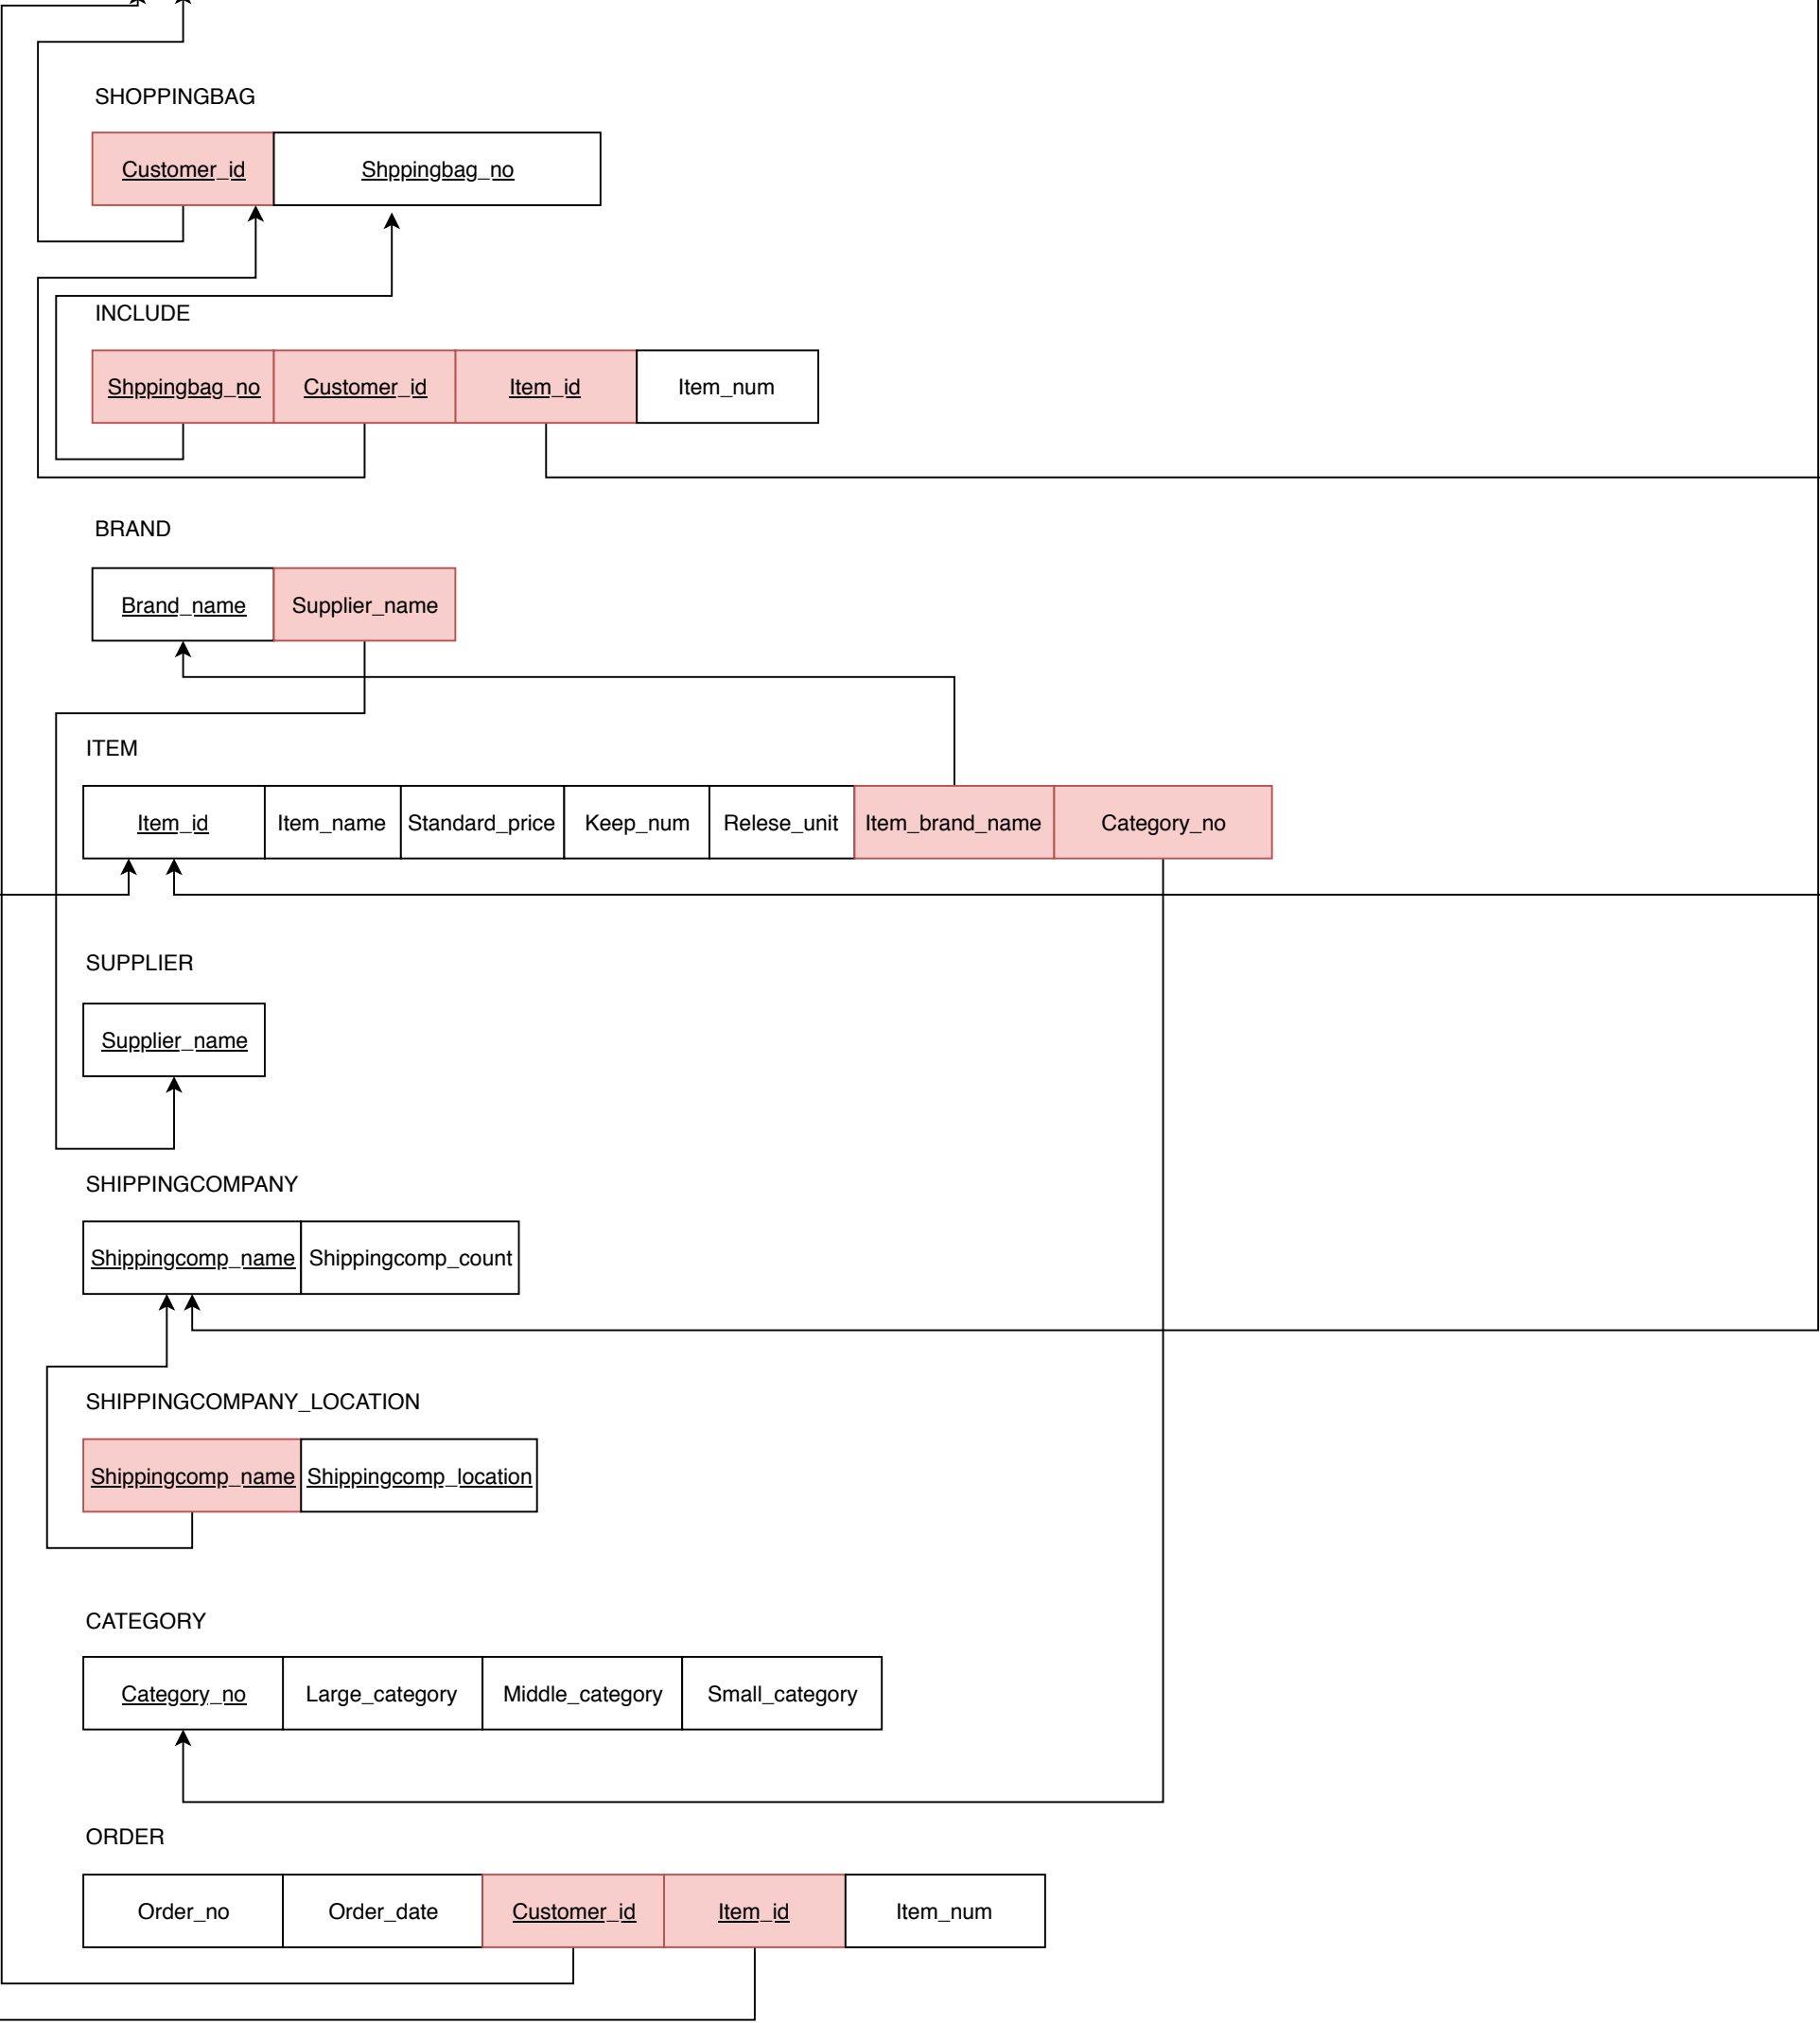 SHOPPINGBAG
Customer_id Shppingbag_no
INCLUDE
Shppingbag_no Customer_id Item_id Item_num
BRAND
Brand_name Supplier_name
ITEM
Item_id Item_name Standard_price Keep_num Relese_unit Item_brand_name Category_no
SUPPLIER
Supplier_name
SHIPPINGCOMPANY
Shippingcomp_name Shippingcomp_count
SHIPPINGCOMPANY_LOCATION
Shippingcomp_name Shippingcomp_location
CATEGORY
Category_no Large_category Middle_category Small_category
ORDER
Order_no Order_date Customer_id Item_id Item_num